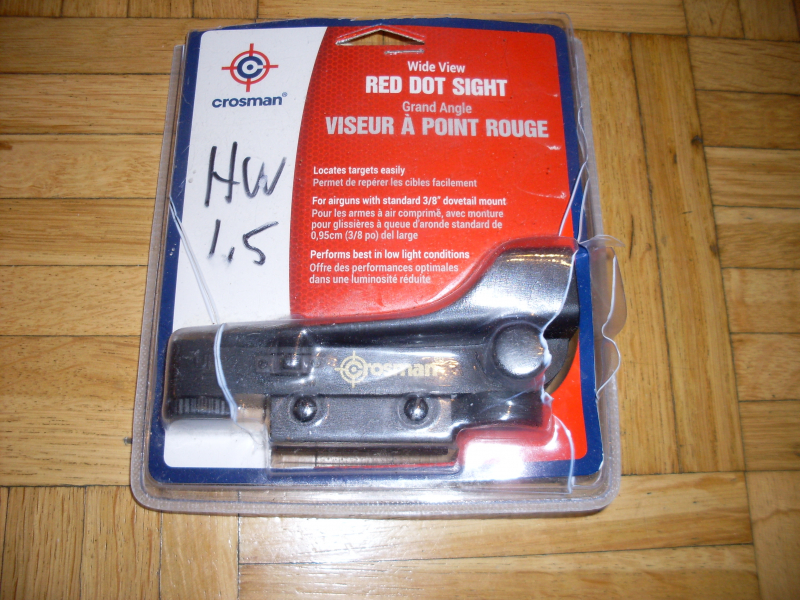 crosman®
Wide View
RED DOT SIGHT
Grand Angle
VISEUR À POINT ROUGE
HW
1,5
Locates targets easily
Permet de repérer les cibles facilement
For airguns with standard 3/8" dovetail mount
Pour les armes à air comprimé, avec monture
pour glissières à queue d'aronde standard de
0,95cm (3/8 po) del large
Performs best in low light conditions
Offre des performances optimales
dans une luminosité réduite
crosman